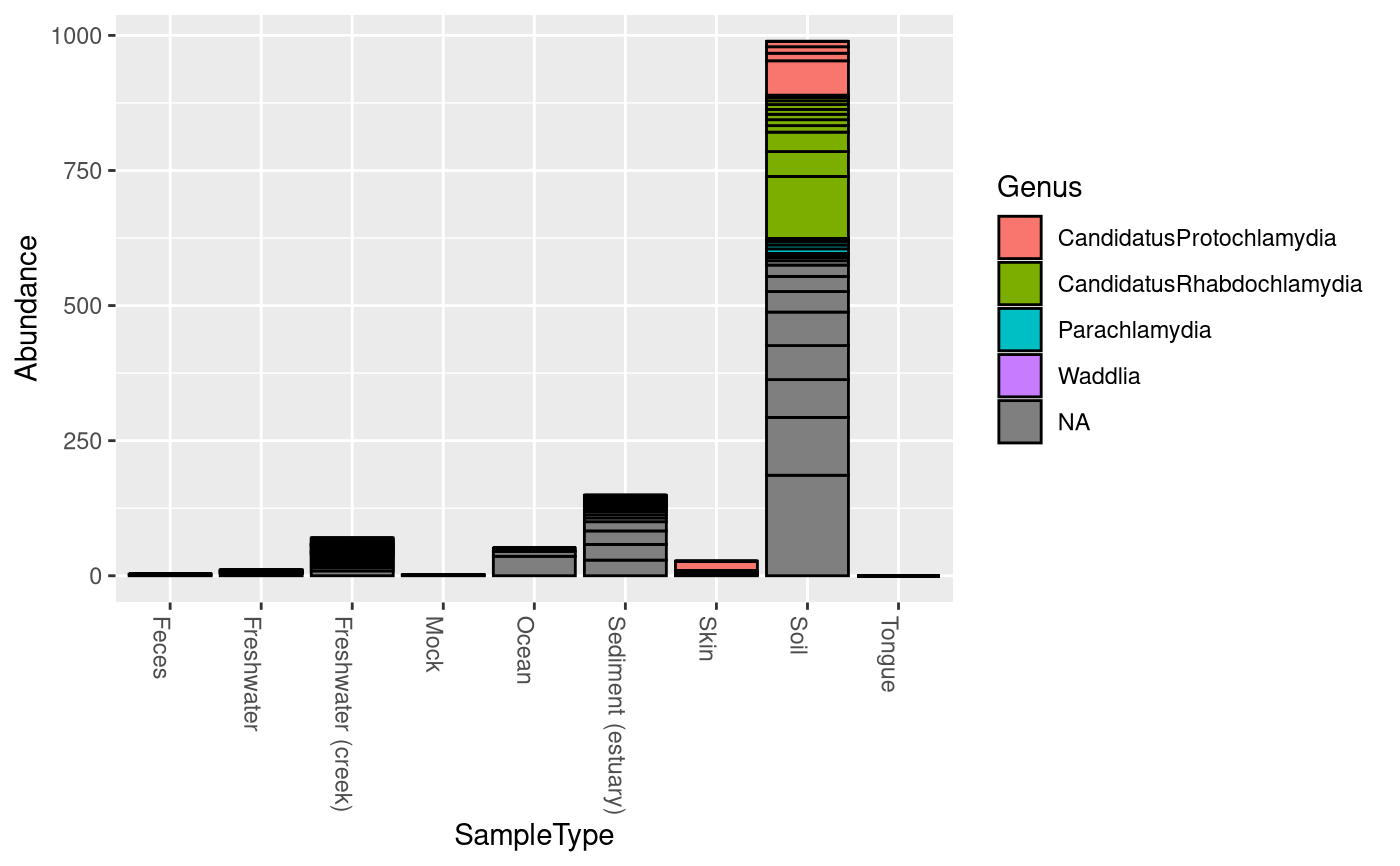 1000
750
500
250
0
Abundance
Feces
Freshwater
Freshwater (creek)
Mock
Ocean
Sediment (estuary)
Skin
Soil
Tongue
SampleType
Genus
CandidatusProtochlamydia
CandidatusRhabdochlamydia
Parachlamydia
Waddlia
NA